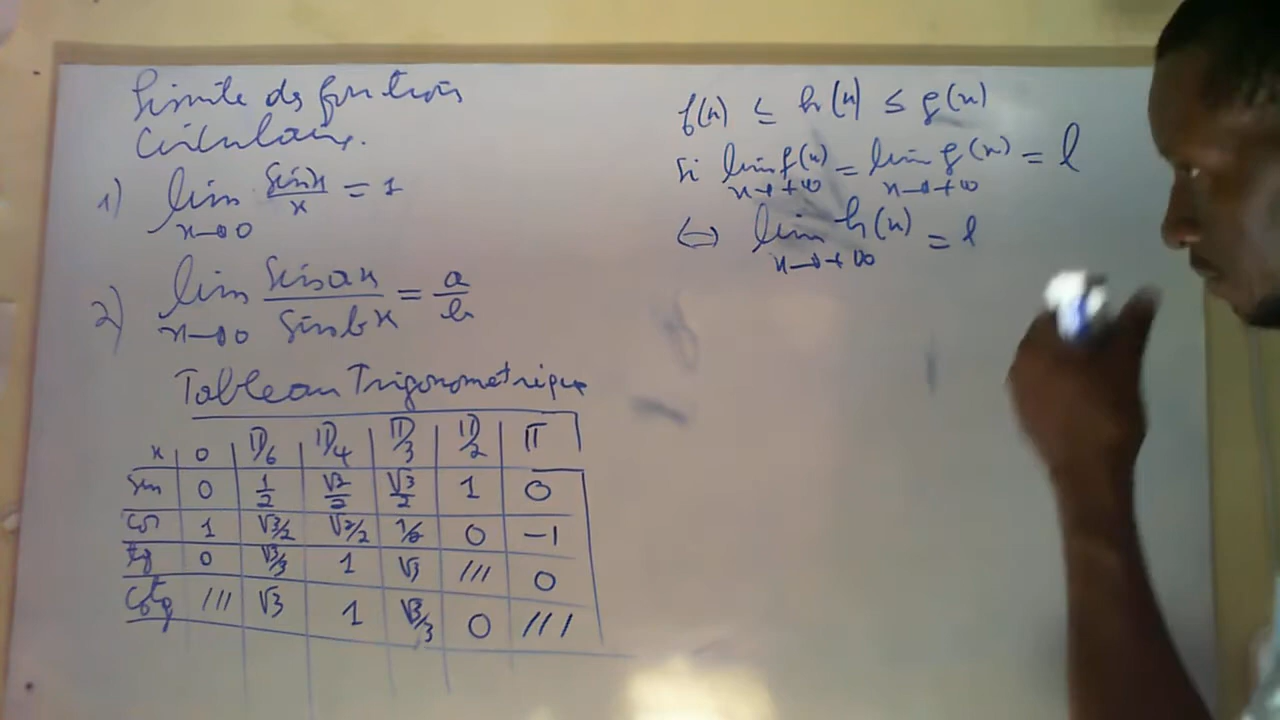 Limite ds fonctions
Circulaire.
1) lim sinx/x = 1
x→0
2) lim sin ax / sin bx = a/b
x→0
Tableau Trigonometrique
x | 0 | π/6 | π/4 | π/3 | π/2 | π
Sin | 0 | 1/2 | √2/2 | √3/2 | 1 | 0
Cos | 1 | √3/2 | √2/2 | 1/2 | 0 | -1
tg | 0 | √3/3 | 1 | √3 | /// | 0
Cotg | /// | √3 | 1 | √3/3 | 0 | ///
f(x) ≤ h(x) ≤ g(x)
Si lim f(x) = lim g(x) = l
x→+∞ x→+∞
⇔ lim h(x) = l
x→+∞